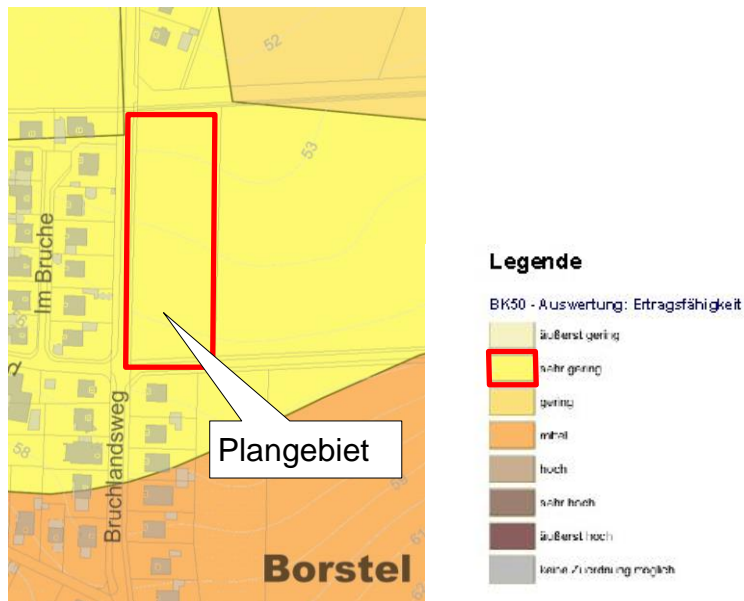 52
53
Im Bruche
Plangebiet
58
Bruchlandsweg
Borstel
Legende
BK50 - Auswertung: Ertragsfähigkeit
äußerst gering
sehr gering
gering
mittel
hoch
sehr hoch
äußerst hoch
keine Zuordnung möglich